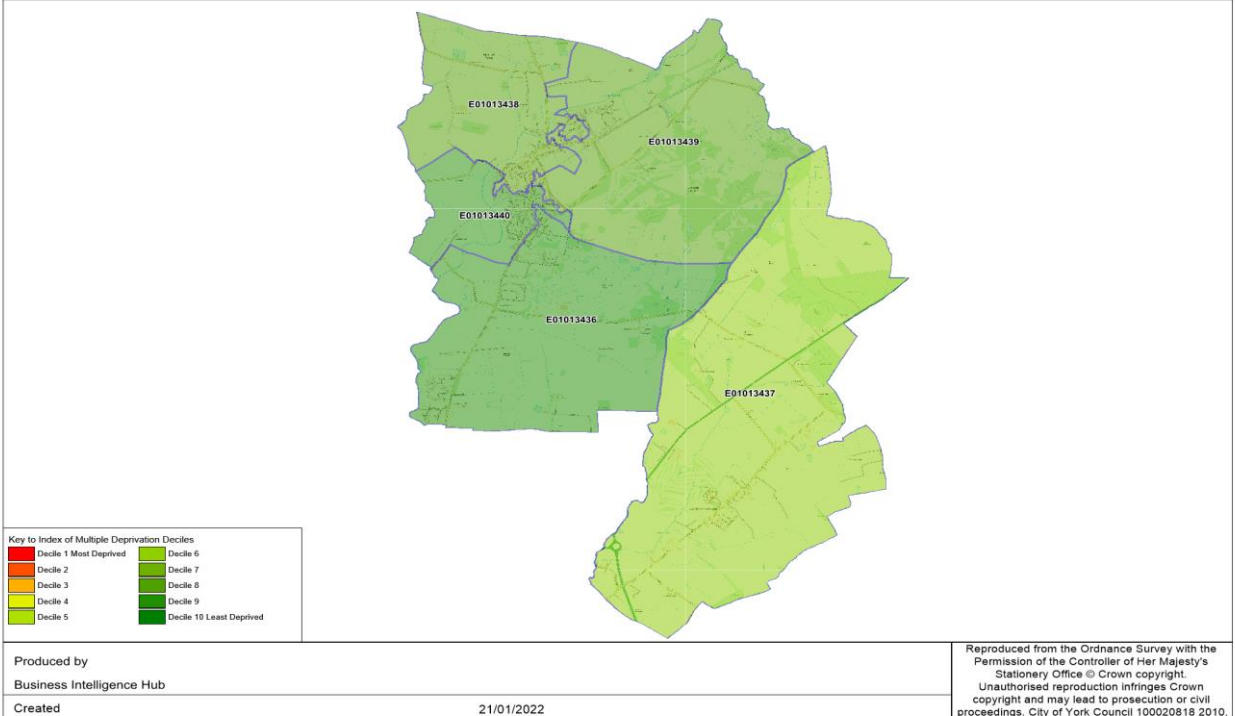 E01013438
E01013439
E01013440
E01013436
E01013437
Key to Index of Multiple Deprivation Deciles
Decile 1 Most Deprived
Decile 2
Decile 3
Decile 4
Decile 5
Decile 6
Decile 7
Decile 8
Decile 9
Decile 10 Least Deprived
Produced by
Business Intelligence Hub
Created 21/01/2022
Reproduced from the Ordnance Survey with the
Permission of the Controller of Her Majesty's
Stationery Office © Crown copyright.
Unauthorised reproduction infringes Crown
copyright and may lead to prosecution or civil
proceedings. City of York Council 100020818 2010.